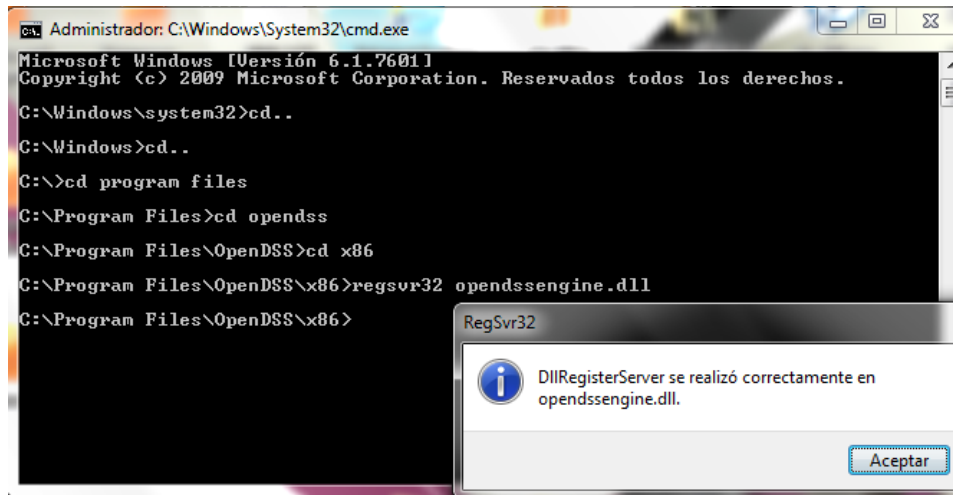 Administrador: C:\Windows\System32\cmd.exe
Microsoft Windows [Versión 6.1.7601]
Copyright (c) 2009 Microsoft Corporation. Reservados todos los derechos.
C:\Windows\system32>cd..
C:\Windows>cd..
C:\>cd program files
C:\Program Files>cd opendss
C:\Program Files\OpenDSS>cd x86
C:\Program Files\OpenDSS\x86>regsvr32 opendssengine.dll
C:\Program Files\OpenDSS\x86>
RegSvr32
DllRegisterServer se realizó correctamente en
opendssengine.dll.
Aceptar